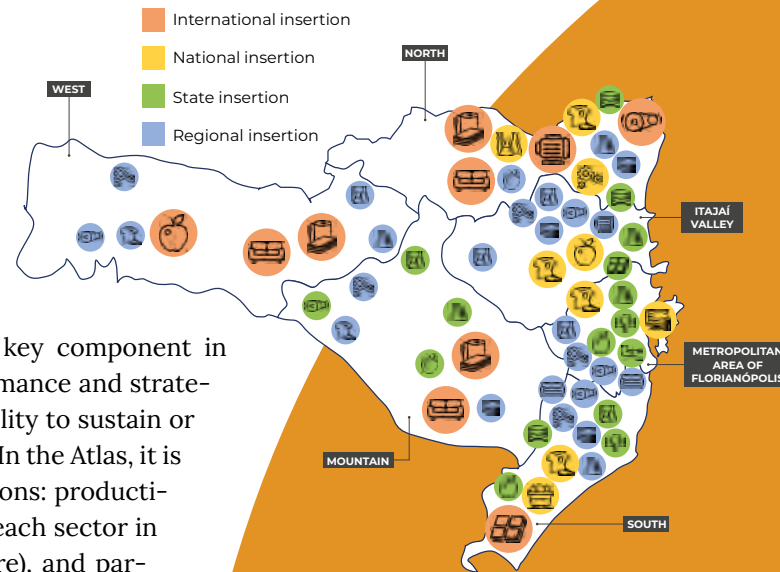 International insertion
National insertion
State insertion
Regional insertion
NORTH
WEST
ITAJAÍ
VALLEY
METROPOLITAN
AREA OF
FLORIANÓPOLIS
MOUNTAIN
SOUTH
key component in
rmance and strate-
ility to sustain or
In the Atlas, it is
ons: producti-
each sector in
re), and par-